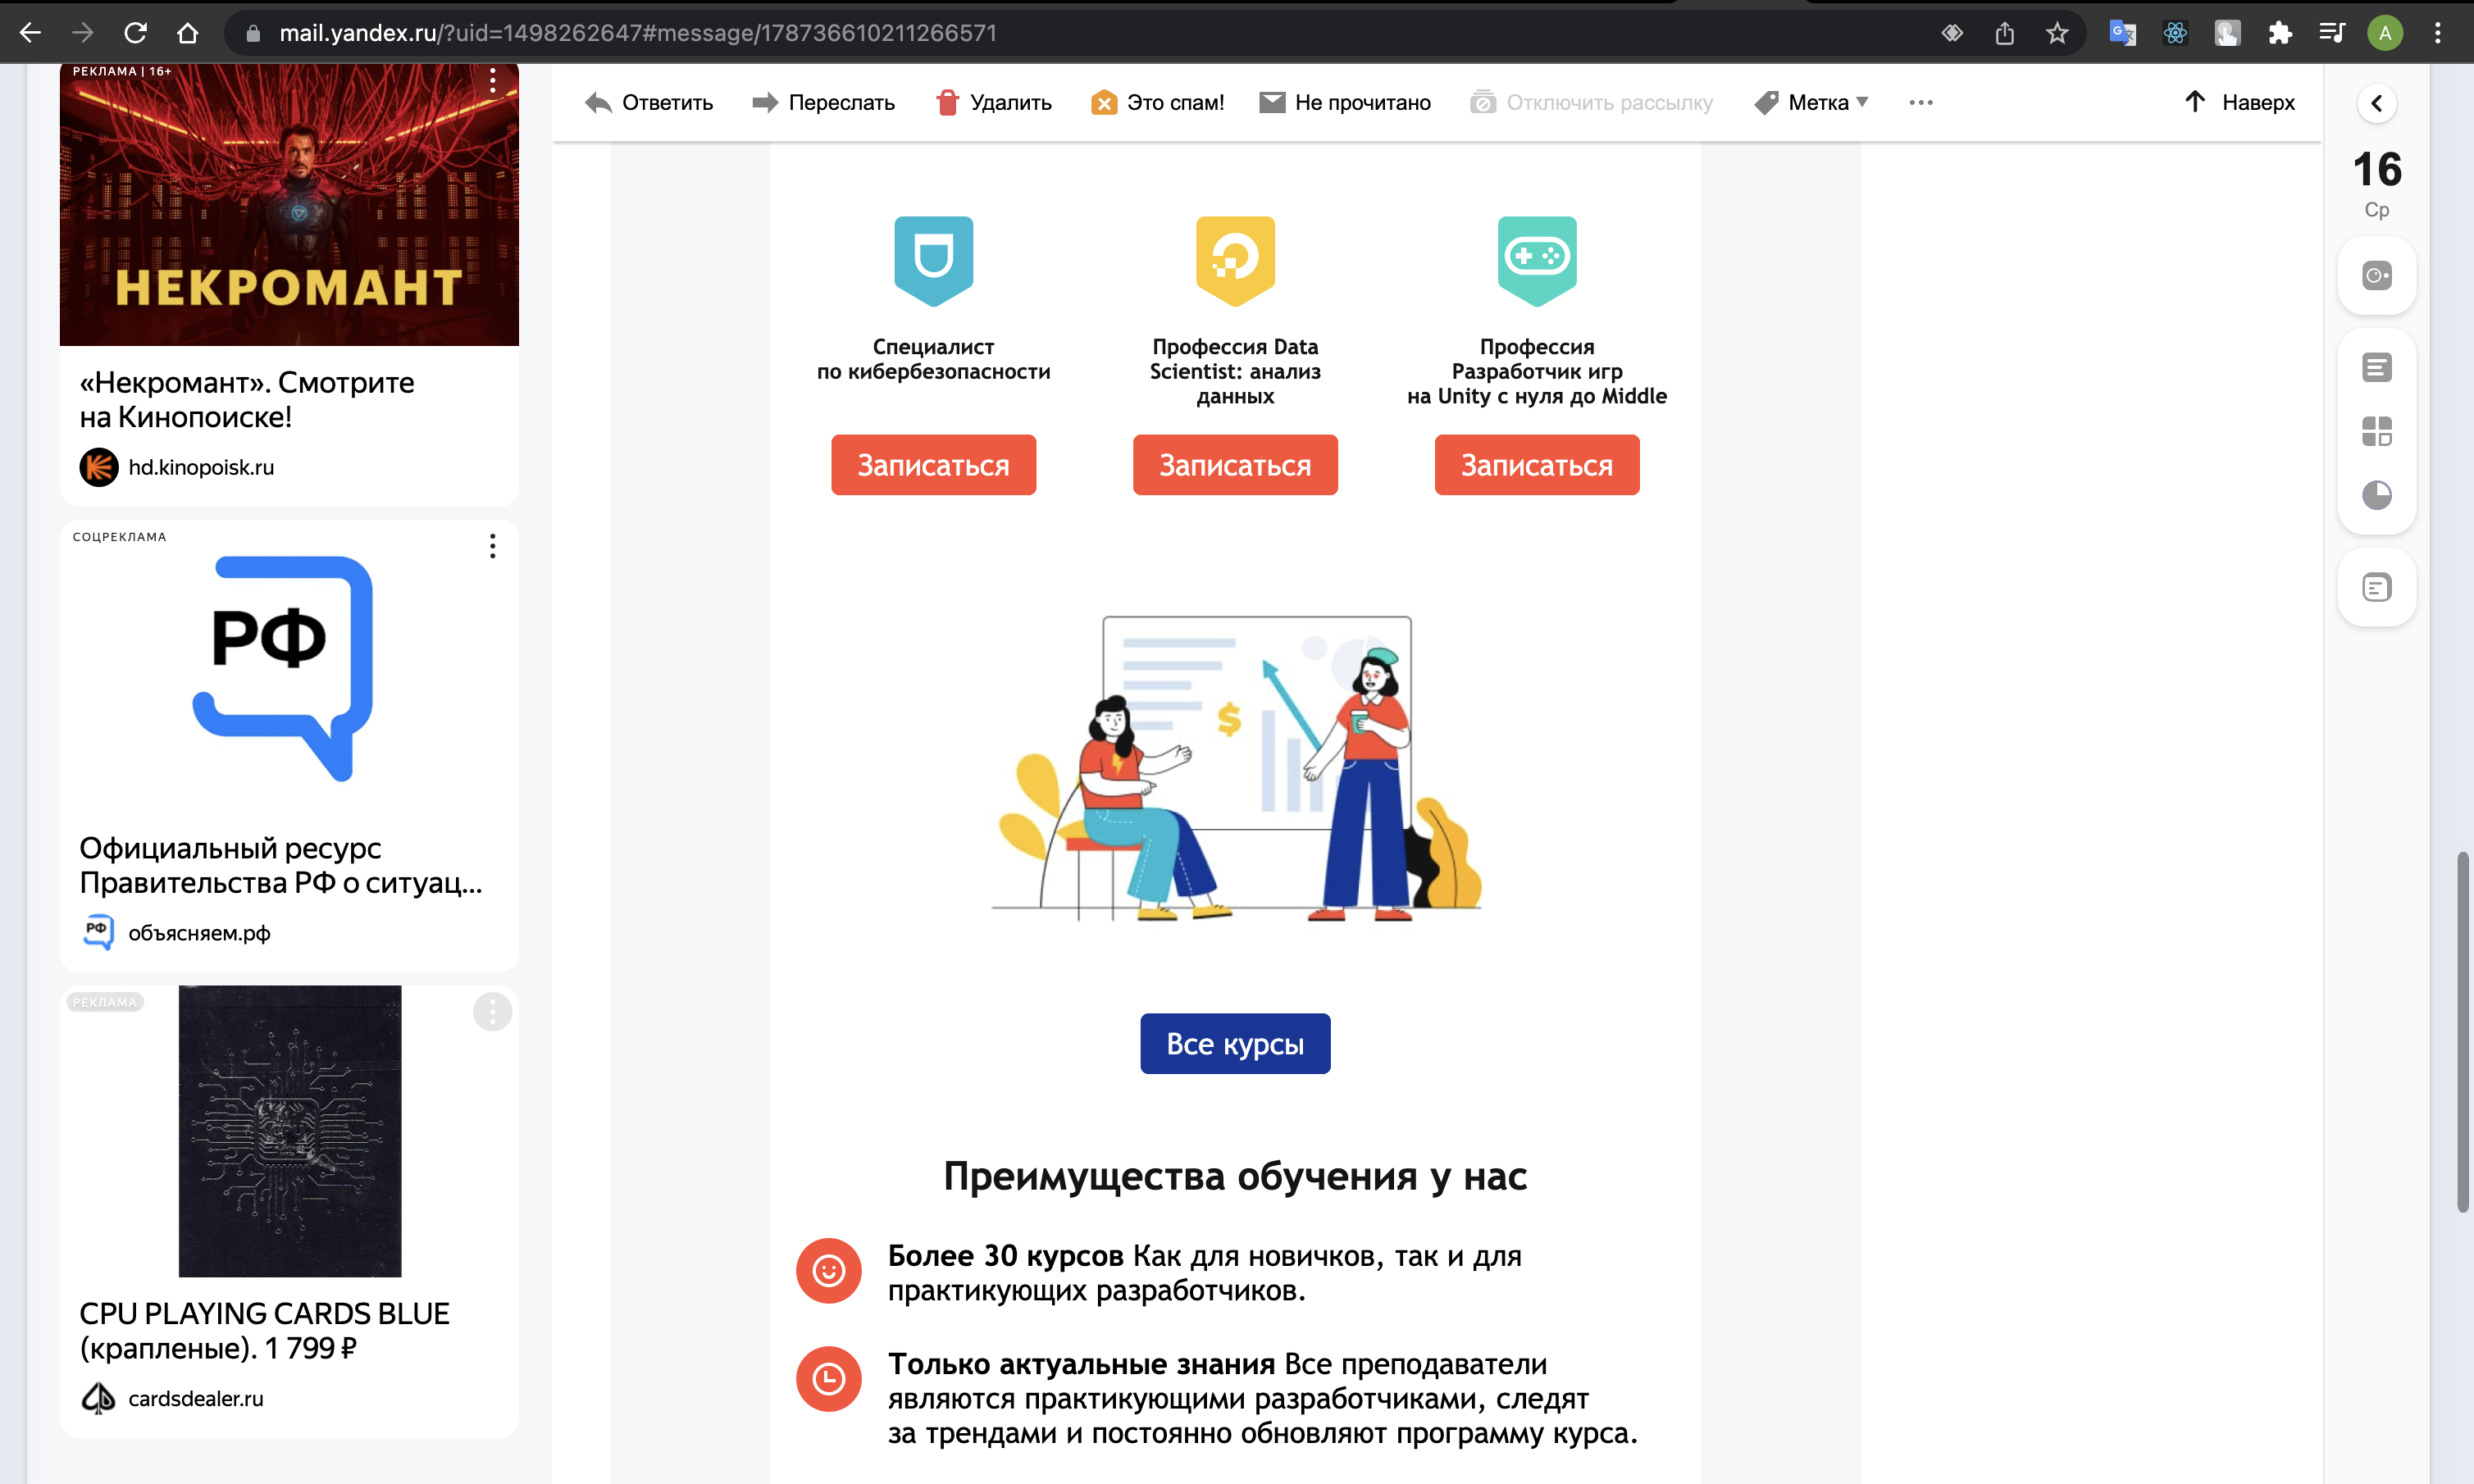 mail.yandex.ru/?uid=1498262647#message/178736610211266571
A
РЕКЛАМА | 16+
НЕКРОМАНТ
«Некромант». Смотрите
на Кинопоиске!
hd.kinopoisk.ru
СОЦРЕКЛАМА
РФ
Официальный ресурс
Правительства РФ о ситуац...
РФ
объясняем.рф
РЕКЛАМА
CPU PLAYING CARDS BLUE
(крапленые). 1 799 ₽
cardsdealer.ru
Ответить
Переслать
Удалить
Это спам!
Не прочитано
Отключить рассылку
Метка
Наверх
Специалист
по кибербезопасности
Записаться
Профессия Data
Scientist: анализ
данных
Записаться
Профессия
Разработчик игр
на Unity с нуля до Middle
Записаться
$
Все курсы
Преимущества обучения у нас
Более 30 курсов Как для новичков, так и для
практикующих разработчиков.
Только актуальные знания Все преподаватели
являются практикующими разработчиками, следят
за трендами и постоянно обновляют программу курса.
16
Ср